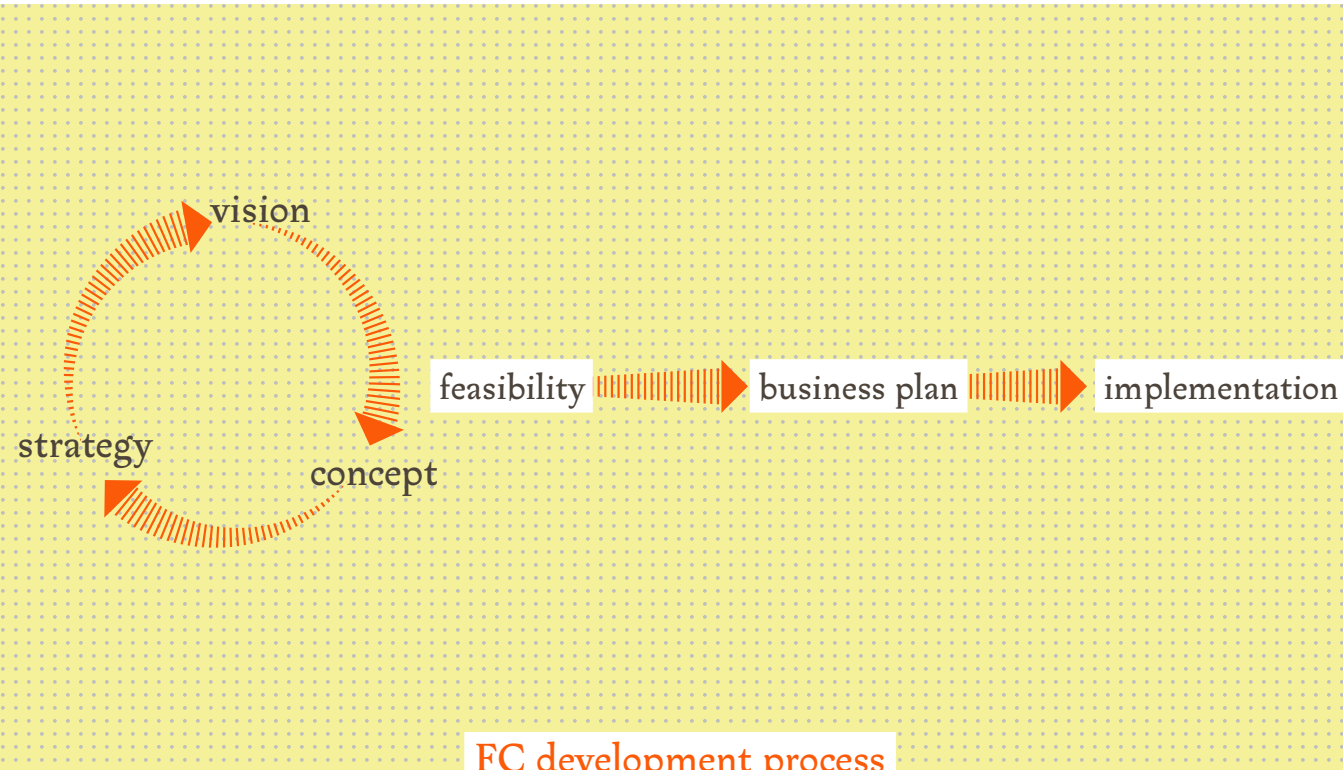 vision
feasibility
business plan
implementation
strategy
concept
FC development process